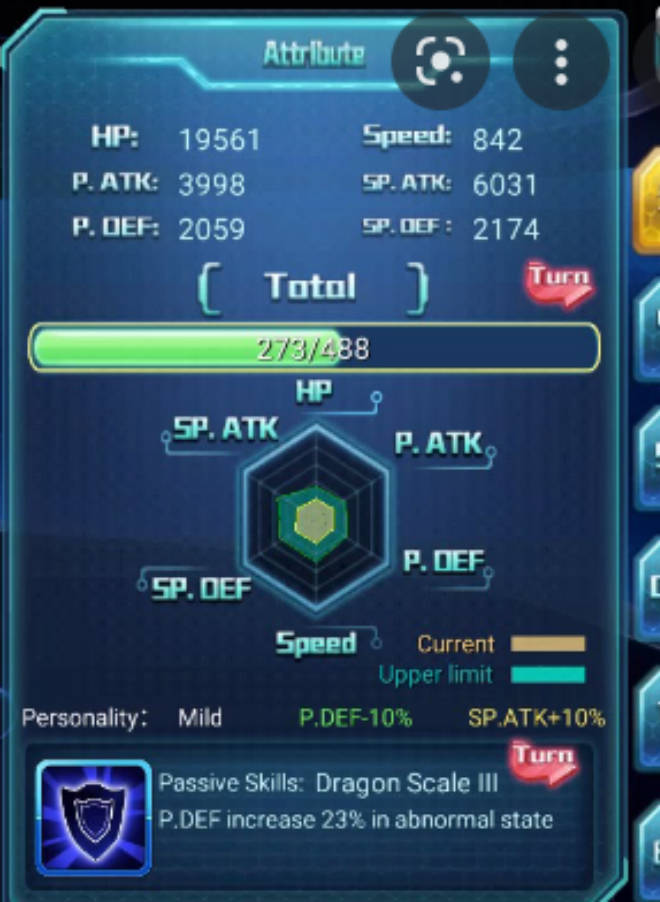 Attribute
HP: 19561 Speed: 842
P. ATK: 3998 SP. ATK: 6031
P. DEF: 2059 SP. DEF: 2174
Total
Turn
273/488
HP
SP. ATK
P. ATK
P. DEF
SP. DEF
Speed
Current
Upper limit
Personality: Mild P.DEF-10% SP.ATK+10%
Turn
Passive Skills: Dragon Scale III
P.DEF increase 23% in abnormal state